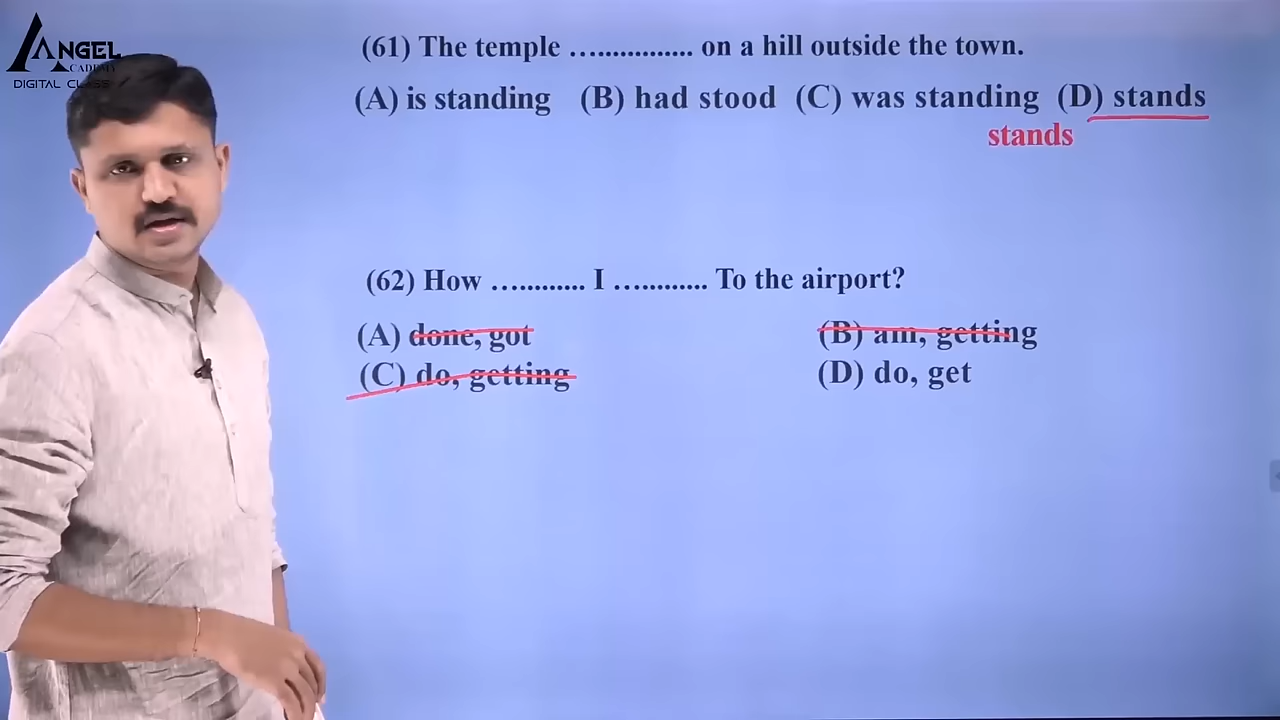 ANGEL
ACADEMY
DIGITAL CLASS
(61) The temple ................ on a hill outside the town.
(A) is standing (B) had stood (C) was standing (D) stands
stands
(62) How ............ I ............ To the airport?
(A) done, got (B) am, getting
(C) do, getting (D) do, get